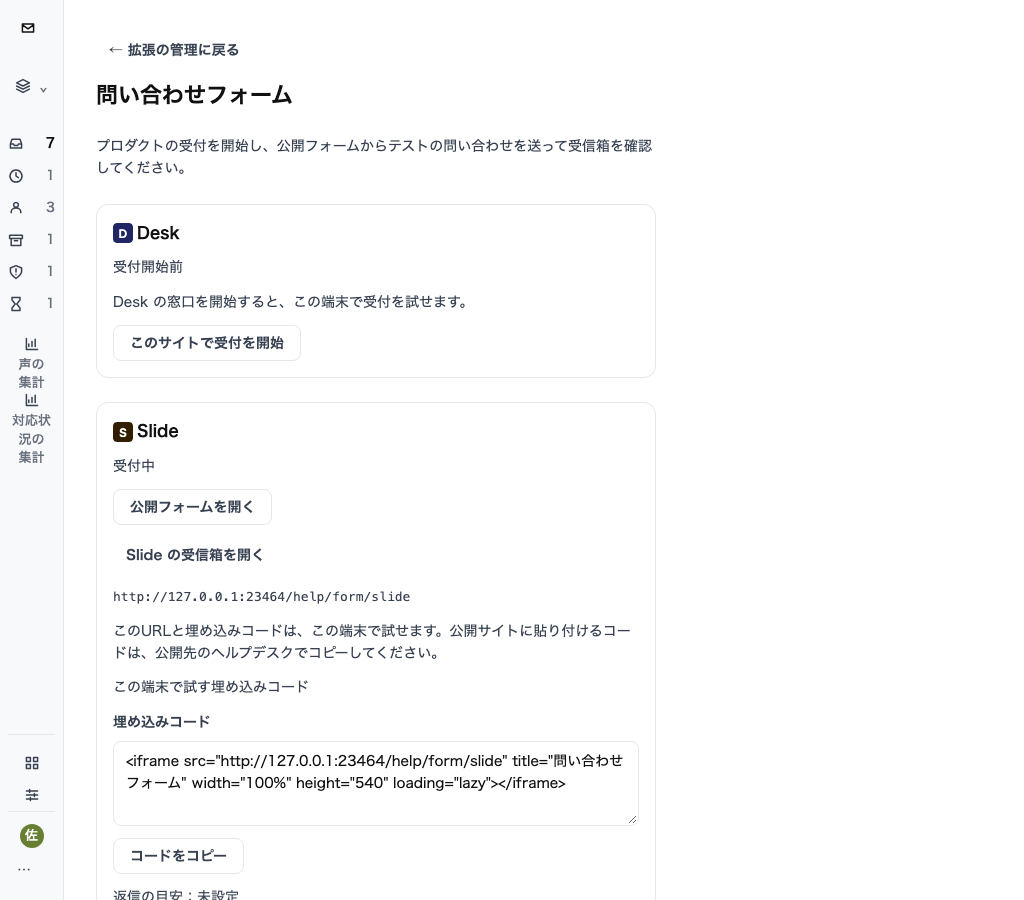 ← 拡張の管理に戻る
問い合わせフォーム
プロダクトの受付を開始し、公開フォームからテストの問い合わせを送って受信箱を確認
してください。
7
1
3
1
1
1
声の
集計
対応状
況の
集計
佐
…
D Desk
受付開始前
Desk の窓口を開始すると、この端末で受付を試せます。
このサイトで受付を開始
S Slide
受付中
公開フォームを開く
Slide の受信箱を開く
http://127.0.0.1:23464/help/form/slide
このURLと埋め込みコードは、この端末で試せます。公開サイトに貼り付けるコー
ドは、公開先のヘルプデスクでコピーしてください。
この端末で試す埋め込みコード
埋め込みコード
<iframe src="http://127.0.0.1:23464/help/form/slide" title="問い合わせ
フォーム" width="100%" height="540" loading="lazy"></iframe>
コードをコピー
返信の目安：未設定